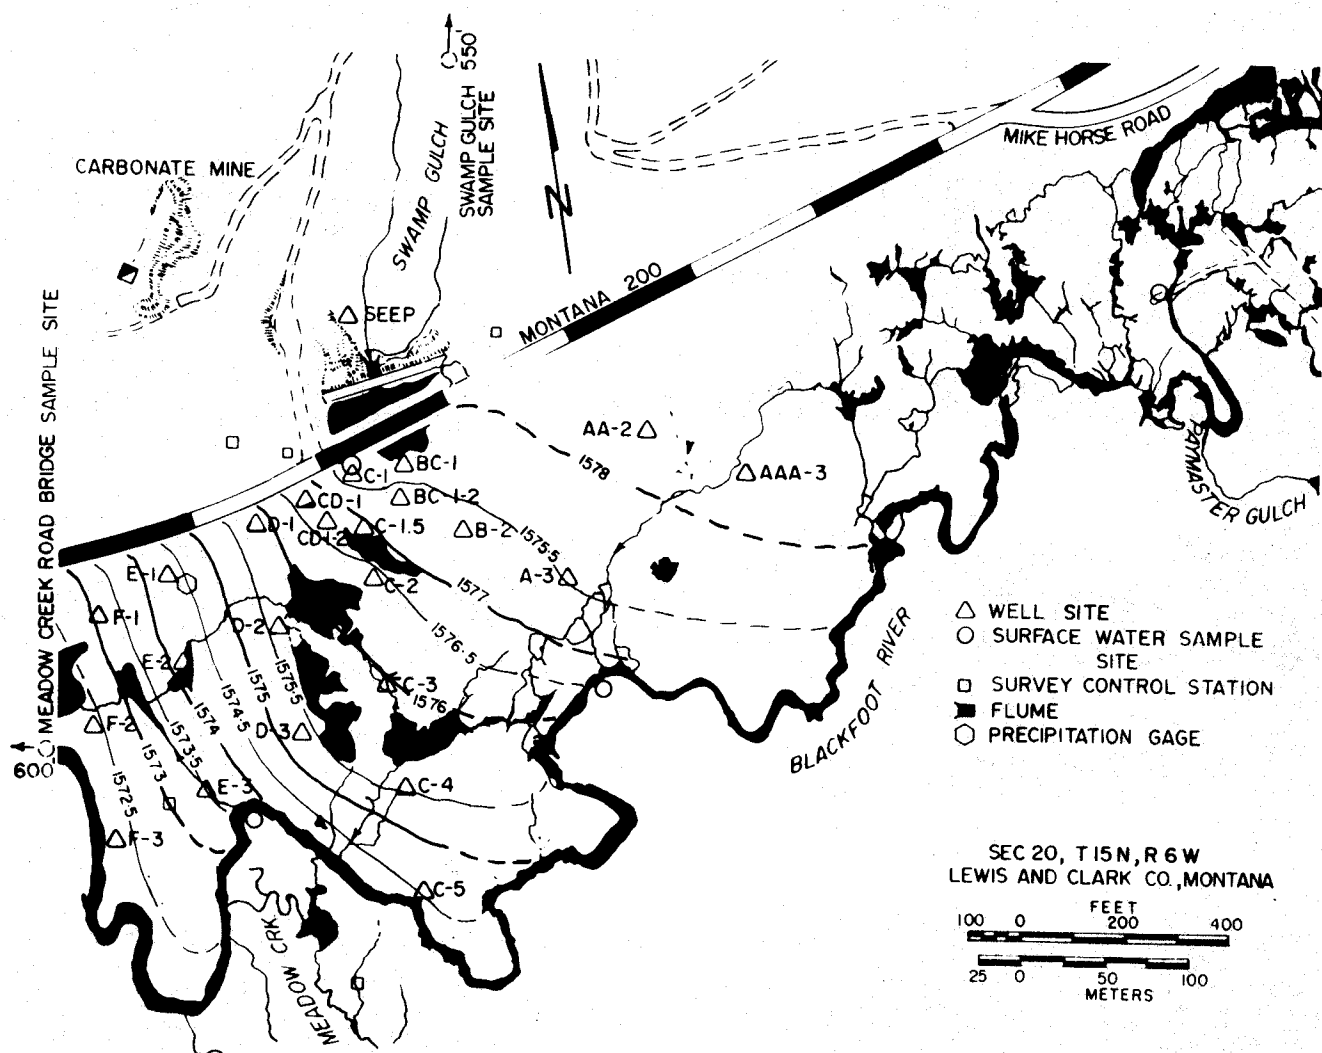 550'
SWAMP GULCH
SAMPLE SITE
SWAMP GULCH
CARBONATE MINE
MIKE HORSE ROAD
MONTANA 200
SEEP
MEADOW CREEK ROAD BRIDGE SAMPLE SITE
600'
AA-2
AAA-3
1578
BC-1
C-1
BC-1-2
CD-1
D-1
CD1-2
C-1.5
B-2
1575.5
A-3
E-1
C-2
1577
F-1
D-2
1576.5
E-2
C-3
1576
1575.5
1575
1574.5
1574
1573.5
1573
1572.5
F-2
D-3
E-3
C-4
F-3
C-5
PAYMASTER GULCH
BLACKFOOT RIVER
MEADOW CRK
N
WELL SITE
SURFACE WATER SAMPLE
SITE
SURVEY CONTROL STATION
FLUME
PRECIPITATION GAGE
SEC 20, T15N, R6W
LEWIS AND CLARK CO., MONTANA
FEET
100 0 200 400
25 0 50 100
METERS